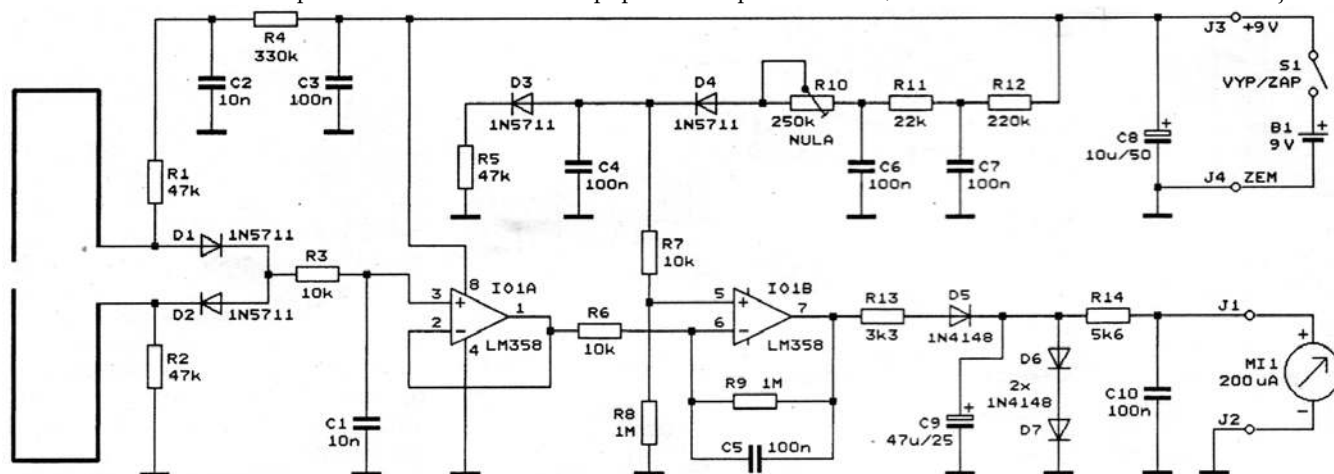 R4
330k
C2
10n
C3
100n
R1
47k
D1
1N5711
D2
1N5711
R2
47k
R3
10k
C1
10n
D3
1N5711
R5
47k
C4
100n
D4
1N5711
R10
250k
NULA
R11
22k
R12
220k
C6
100n
C7
100n
J3
+9V
S1
VYP/ZAP
C8
+
10u/50
B1
+
9V
J4
ZEM
8
IO1A
3
+
2
−
1
4
LM358
R6
10k
R7
10k
R8
1M
IO1B
5
+
6
−
7
LM358
R9 1M
C5
100n
R13
3k3
D5
1N4148
C9
+
47u/25
D6
2x
1N4148
D7
R14
5k6
C10
100n
J1
+
MI1
200uA
−
J2